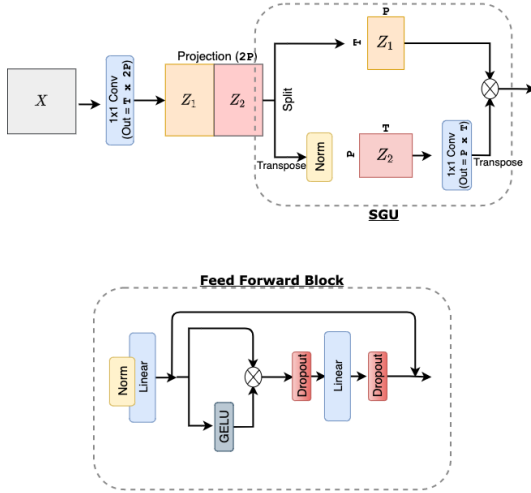 X
1x1 Conv
(Out = T × 2P)
Projection (2P)
Z₁
Z₂
Split
Transpose
Norm
P
T
Z₁
T
P
Z₂
1x1 Conv
(Out = P × T)
Transpose
SGU
Feed Forward Block
Norm
Linear
GELU
Dropout
Linear
Dropout